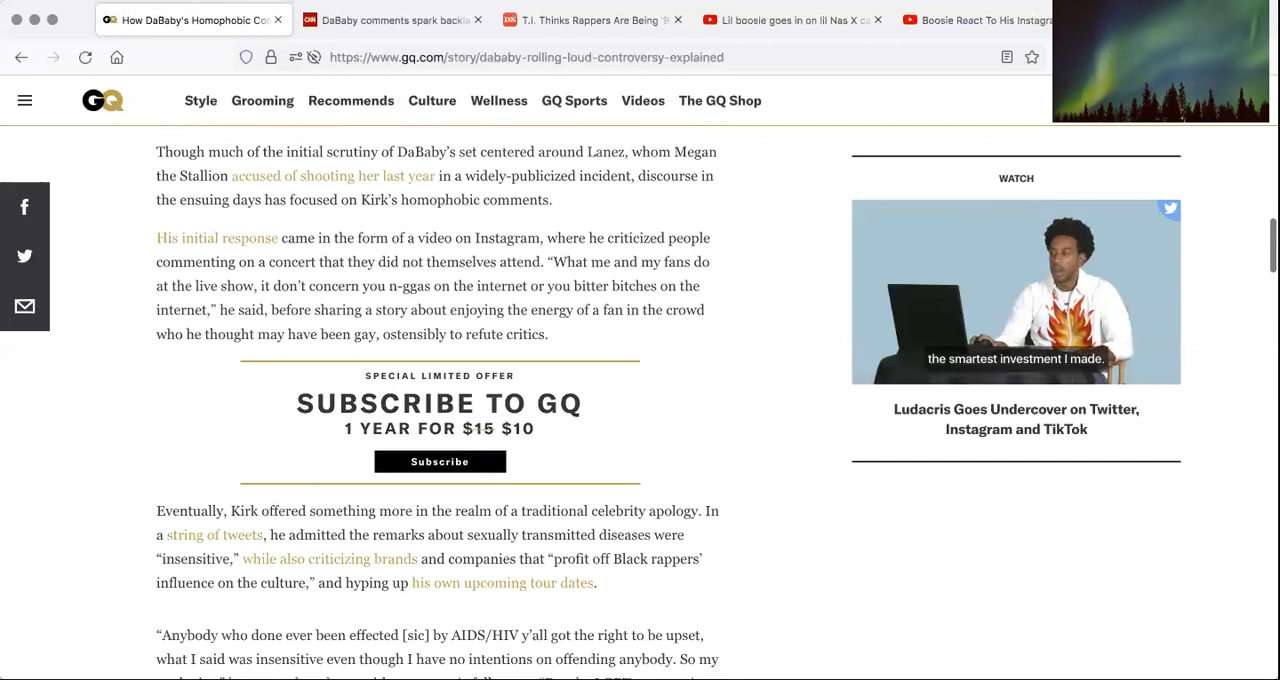 How DaBaby's Homophobic Con
DaBaby comments spark backla
T.I. Thinks Rappers Are Being 'B
Lil boosie goes in on lil Nas X ca
Boosie React To His Instagra
https://www.gq.com/story/dababy-rolling-loud-controversy-explained
GQ
Style Grooming Recommends Culture Wellness GQ Sports Videos The GQ Shop
Though much of the initial scrutiny of DaBaby’s set centered around Lanez, whom Megan
the Stallion accused of shooting her last year in a widely-publicized incident, discourse in
the ensuing days has focused on Kirk’s homophobic comments.
His initial response came in the form of a video on Instagram, where he criticized people
commenting on a concert that they did not themselves attend. “What me and my fans do
at the live show, it don’t concern you n-ggas on the internet or you bitter bitches on the
internet,” he said, before sharing a story about enjoying the energy of a fan in the crowd
who he thought may have been gay, ostensibly to refute critics.
SPECIAL LIMITED OFFER
SUBSCRIBE TO GQ
1 YEAR FOR $15 $10
Subscribe
Eventually, Kirk offered something more in the realm of a traditional celebrity apology. In
a string of tweets, he admitted the remarks about sexually transmitted diseases were
“insensitive,” while also criticizing brands and companies that “profit off Black rappers’
influence on the culture,” and hyping up his own upcoming tour dates.
“Anybody who done ever been effected [sic] by AIDS/HIV y’all got the right to be upset,
what I said was insensitive even though I have no intentions on offending anybody. So my
WATCH
the smartest investment I made.
Ludacris Goes Undercover on Twitter,
Instagram and TikTok